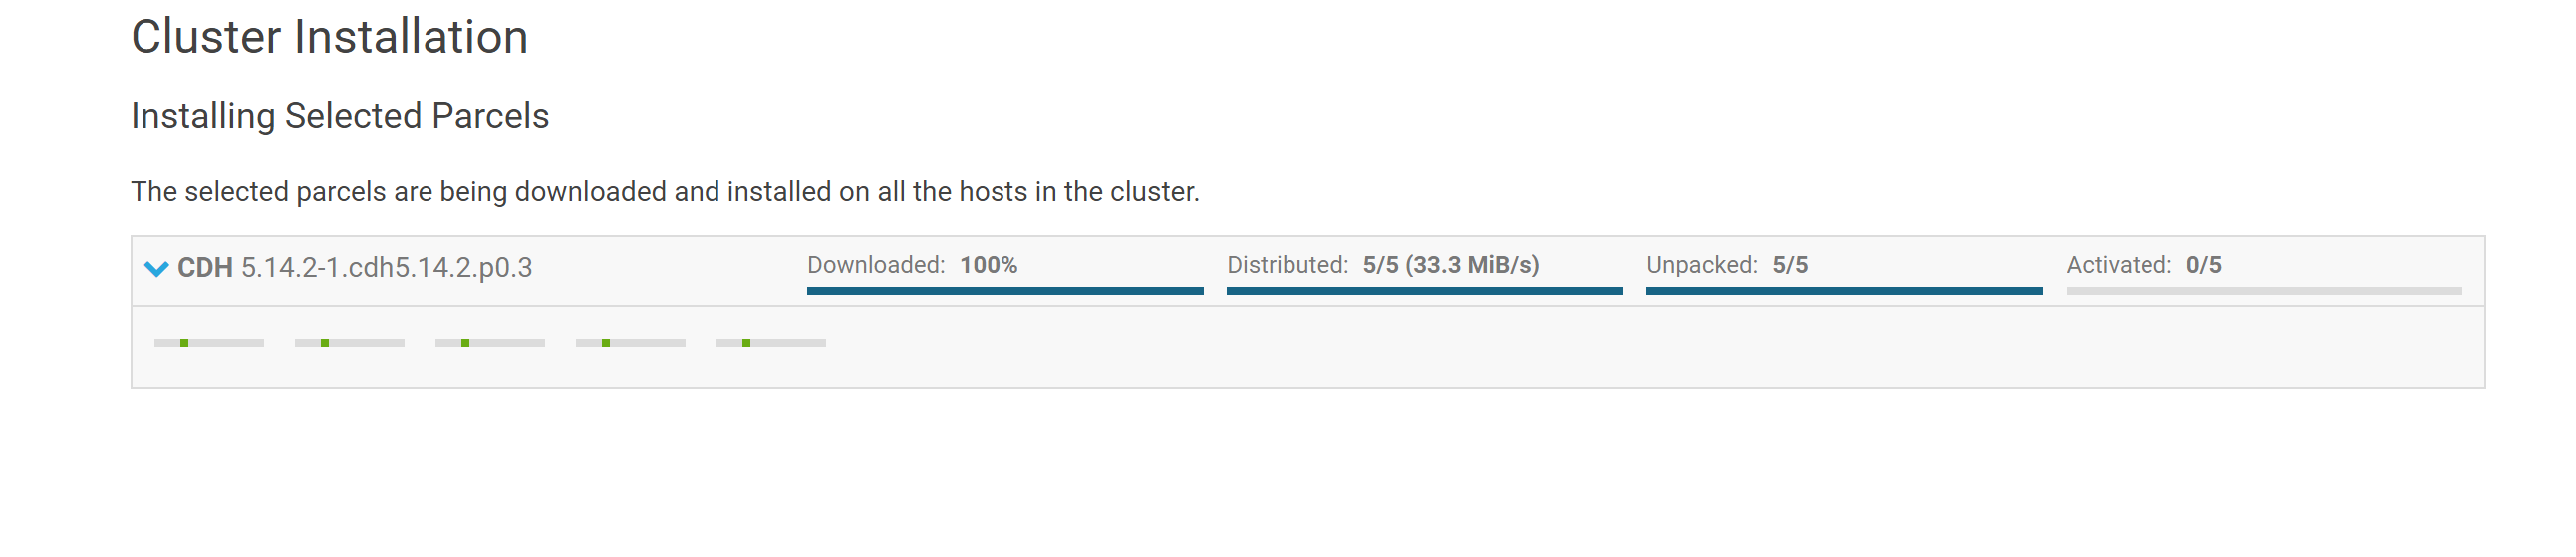 Cluster Installation
Installing Selected Parcels
The selected parcels are being downloaded and installed on all the hosts in the cluster.
CDH 5.14.2-1.cdh5.14.2.p0.3 Downloaded: 100% Distributed: 5/5 (33.3 MiB/s) Unpacked: 5/5 Activated: 0/5